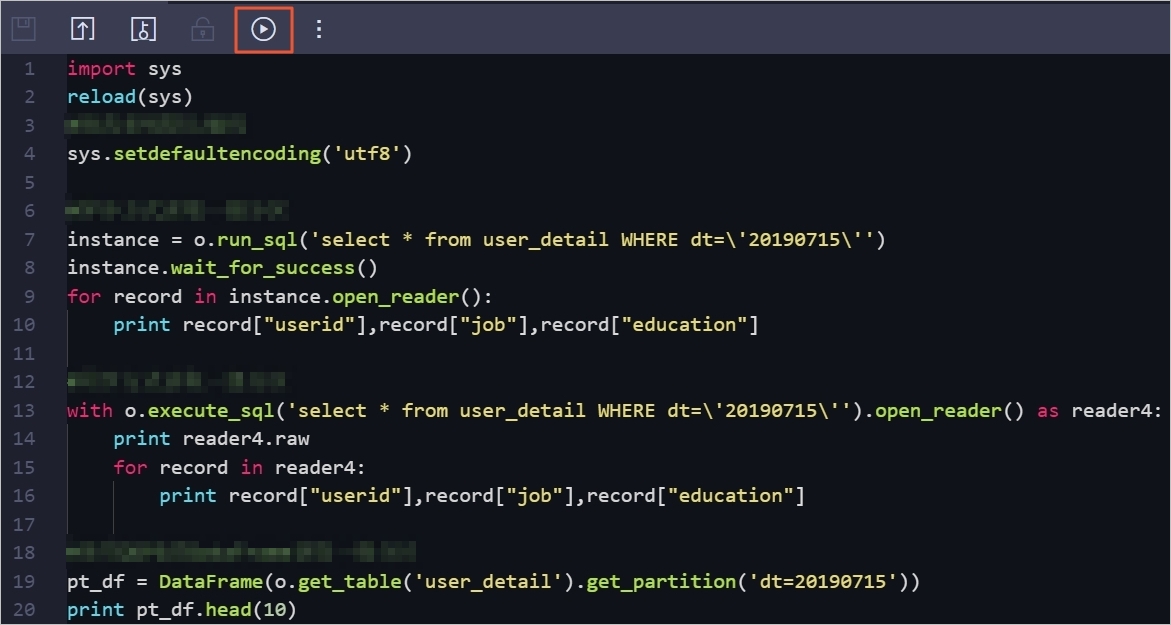 1 import sys
2 reload(sys)
3
4 sys.setdefaultencoding('utf8')
5
6
7 instance = o.run_sql('select * from user_detail WHERE dt=\'20190715\'')
8 instance.wait_for_success()
9 for record in instance.open_reader():
10     print record["userid"],record["job"],record["education"]
11
12
13 with o.execute_sql('select * from user_detail WHERE dt=\'20190715\'').open_reader() as reader4:
14     print reader4.raw
15     for record in reader4:
16         print record["userid"],record["job"],record["education"]
17
18
19 pt_df = DataFrame(o.get_table('user_detail').get_partition('dt=20190715'))
20 print pt_df.head(10)